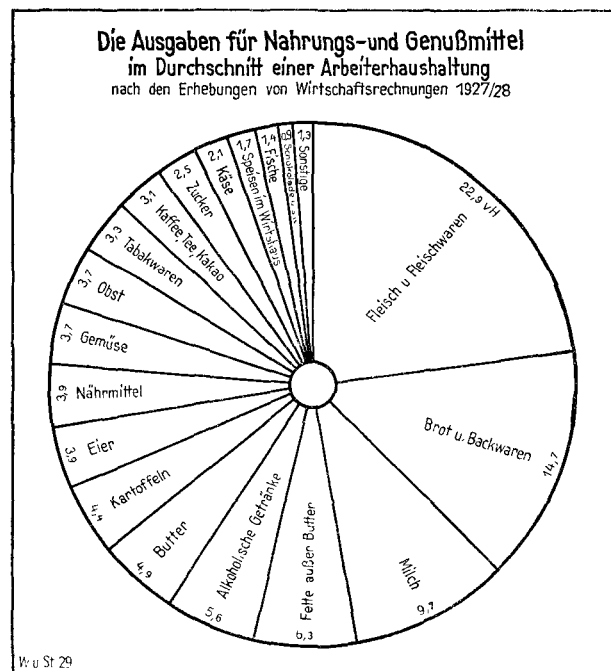 Die Ausgaben für Nahrungs-und Genußmittel
im Durchschnitt einer Arbeiterhaushaltung
nach den Erhebungen von Wirtschaftsrechnungen 1927/28
22,9 vH
Fleisch u Fleischwaren
14,7
Brot u. Backwaren
9,7
Milch
6,3
Fette außer Butter
5,6
Alkoholische Getränke
4,9
Butter
4,4
Kartoffeln
3,9
Eier
3,9
Nährmittel
3,7
Gemüse
3,7
Obst
3,3
Tabakwaren
3,1
Kaffee, Tee, Kakao
2,5
Zucker
2,1
Käse
1,7
Speisen im Wirtshaus
1,4
Fische
0,9
1,3
Sonstige
W u St 29